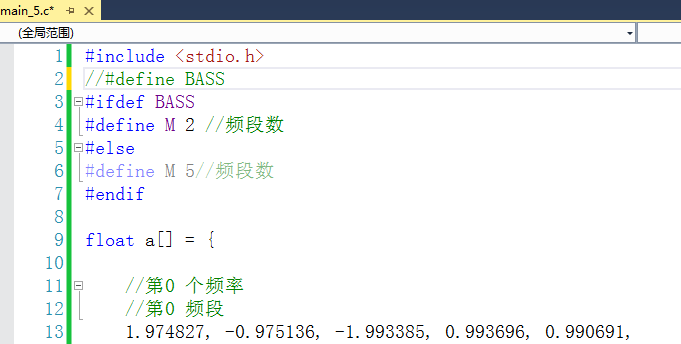 main_5.c*
(全局范围)
1 #include <stdio.h>
2 //#define BASS
3 #ifdef BASS
4 #define M 2 //频段数
5 #else
6 #define M 5//频段数
7 #endif
8
9 float a[] = {
10
11 //第0 个频率
12 //第0 频段
13 1.974827, -0.975136, -1.993385, 0.993696, 0.990691,